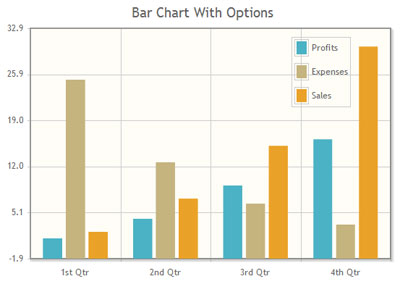 Bar Chart With Options
32.9
25.9
19.0
12.0
5.1
-1.9
Profits
Expenses
Sales
1st Qtr
2nd Qtr
3rd Qtr
4th Qtr